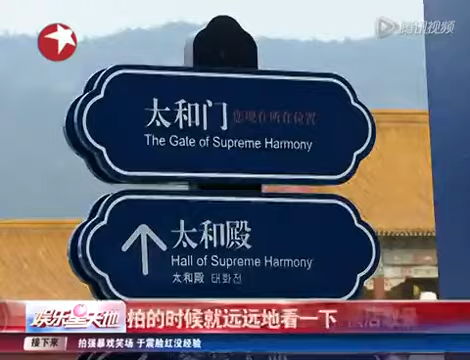 腾讯视频
太和门 您现在所在位置
The Gate of Supreme Harmony
太和殿
Hall of Supreme Harmony
太和殿 태화전
娱乐星天地
拍的时候就远远地看一下
接下来 拍强暴戏笑场 于震脸红没经验